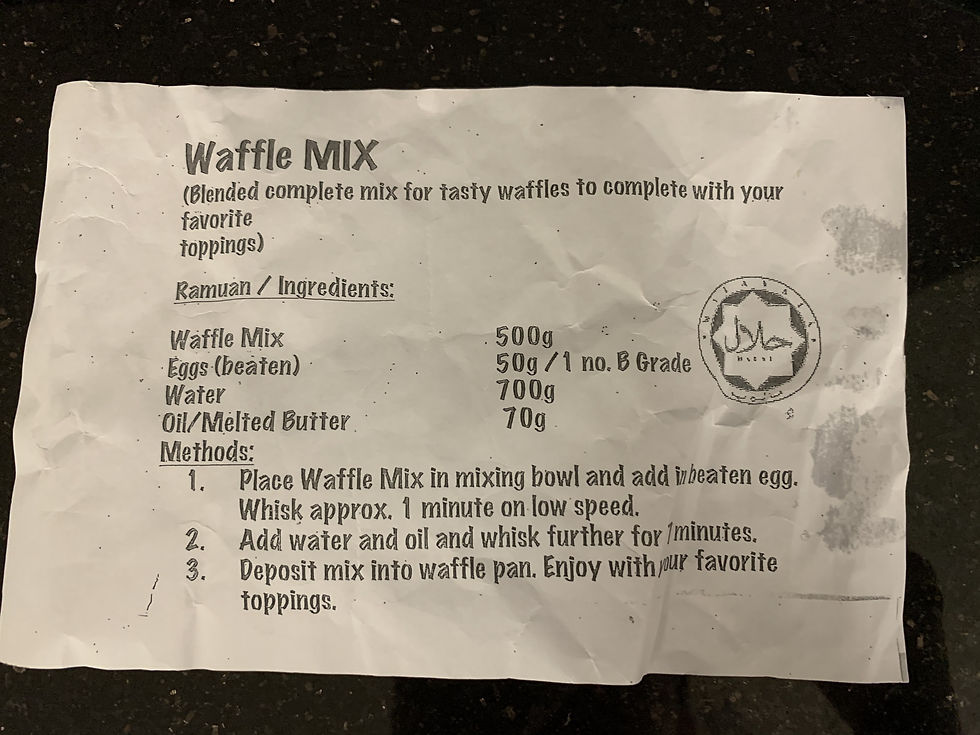 Waffle MIX
(Blended complete mix for tasty waffles to complete with your
favorite
toppings)
Ramuan / Ingredients:
Waffle Mix 500g
Eggs (beaten) 50g / 1 no. B Grade
Water 700g
Oil/Melted Butter 70g
Methods:
1. Place Waffle Mix in mixing bowl and add in beaten egg.
Whisk approx. 1 minute on low speed.
2. Add water and oil and whisk further for 1minutes.
3. Deposit mix into waffle pan. Enjoy with your favorite
toppings.
حلال